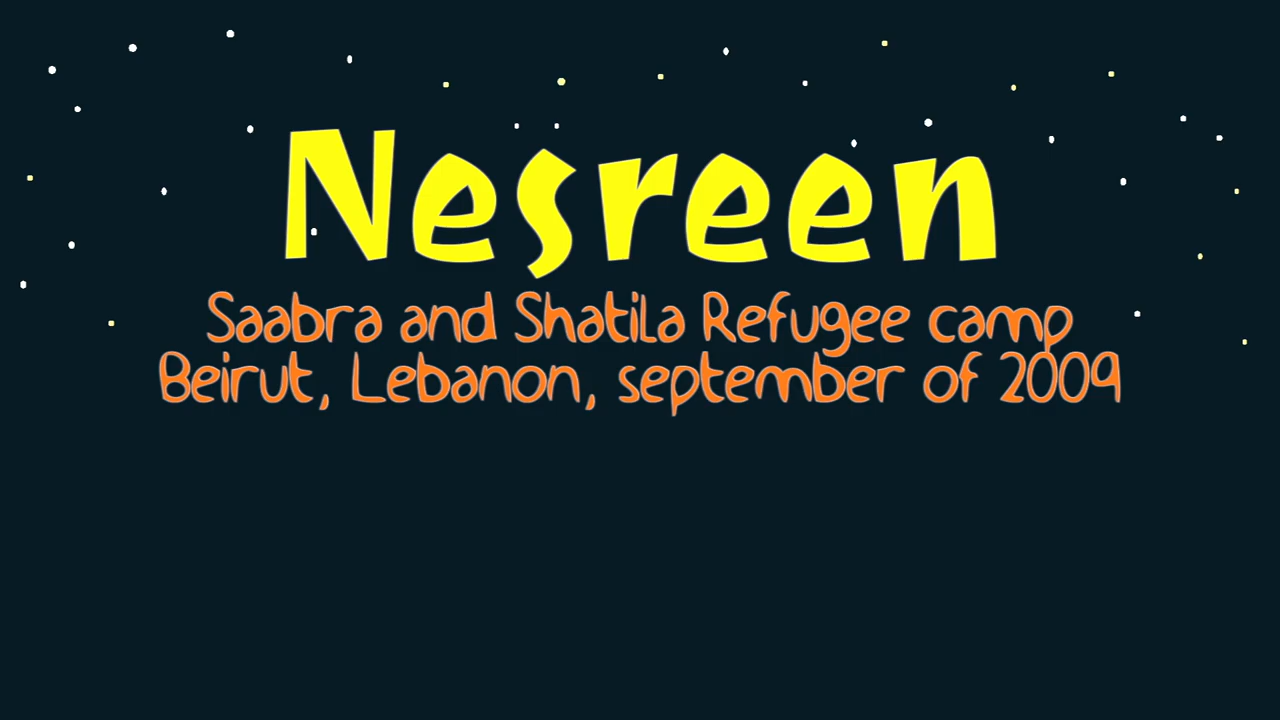 Nesreen
Saabra and Shatila Refugee camp
Beirut, Lebanon, september of 2009